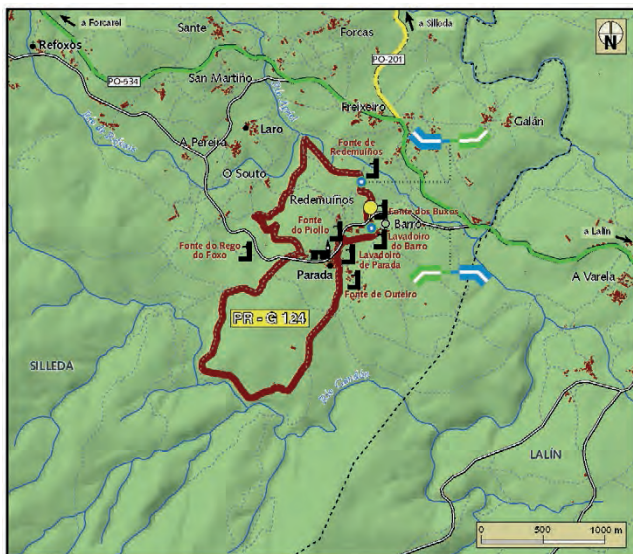 a Forcarei
Sante
Forcas
a Silleda
N
Refoxos
PO-534
PO-201
San Martiño
Freixeiro
Galán
Laro
A Pereira
Fonte de
Redemuíños
Souto
Redemuíños
Fonte dos Buxos
Fonte
do Piollo
Barro
Lavadoiro
do Barro
a Lalín
Fonte do Rego
do Foxo
Lavadoiro
de Parada
Parada
A Varela
Fonte de Outeiro
PR - G 124
SILLEDA
LALÍN
0 500 1000 m